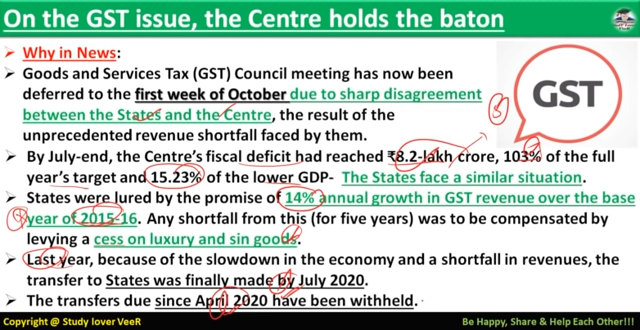 On the GST issue, the Centre holds the baton
➤ Why in News:
➤ Goods and Services Tax (GST) Council meeting has now been
deferred to the first week of October due to sharp disagreement
between the States and the Centre, the result of the
unprecedented revenue shortfall faced by them.
GST
➤ By July-end, the Centre's fiscal deficit had reached ₹8.2-lakh crore, 103% of the full
year's target and 15.23% of the lower GDP- The States face a similar situation.
➤ States were lured by the promise of 14% annual growth in GST revenue over the base
year of 2015-16. Any shortfall from this (for five years) was to be compensated by
levying a cess on luxury and sin goods.
➤ Last year, because of the slowdown in the economy and a shortfall in revenues, the
transfer to States was finally made by July 2020.
➤ The transfers due since April 2020 have been withheld.
Copyright @ Study lover VeeR
Be Happy, Share & Help Each Other!!!